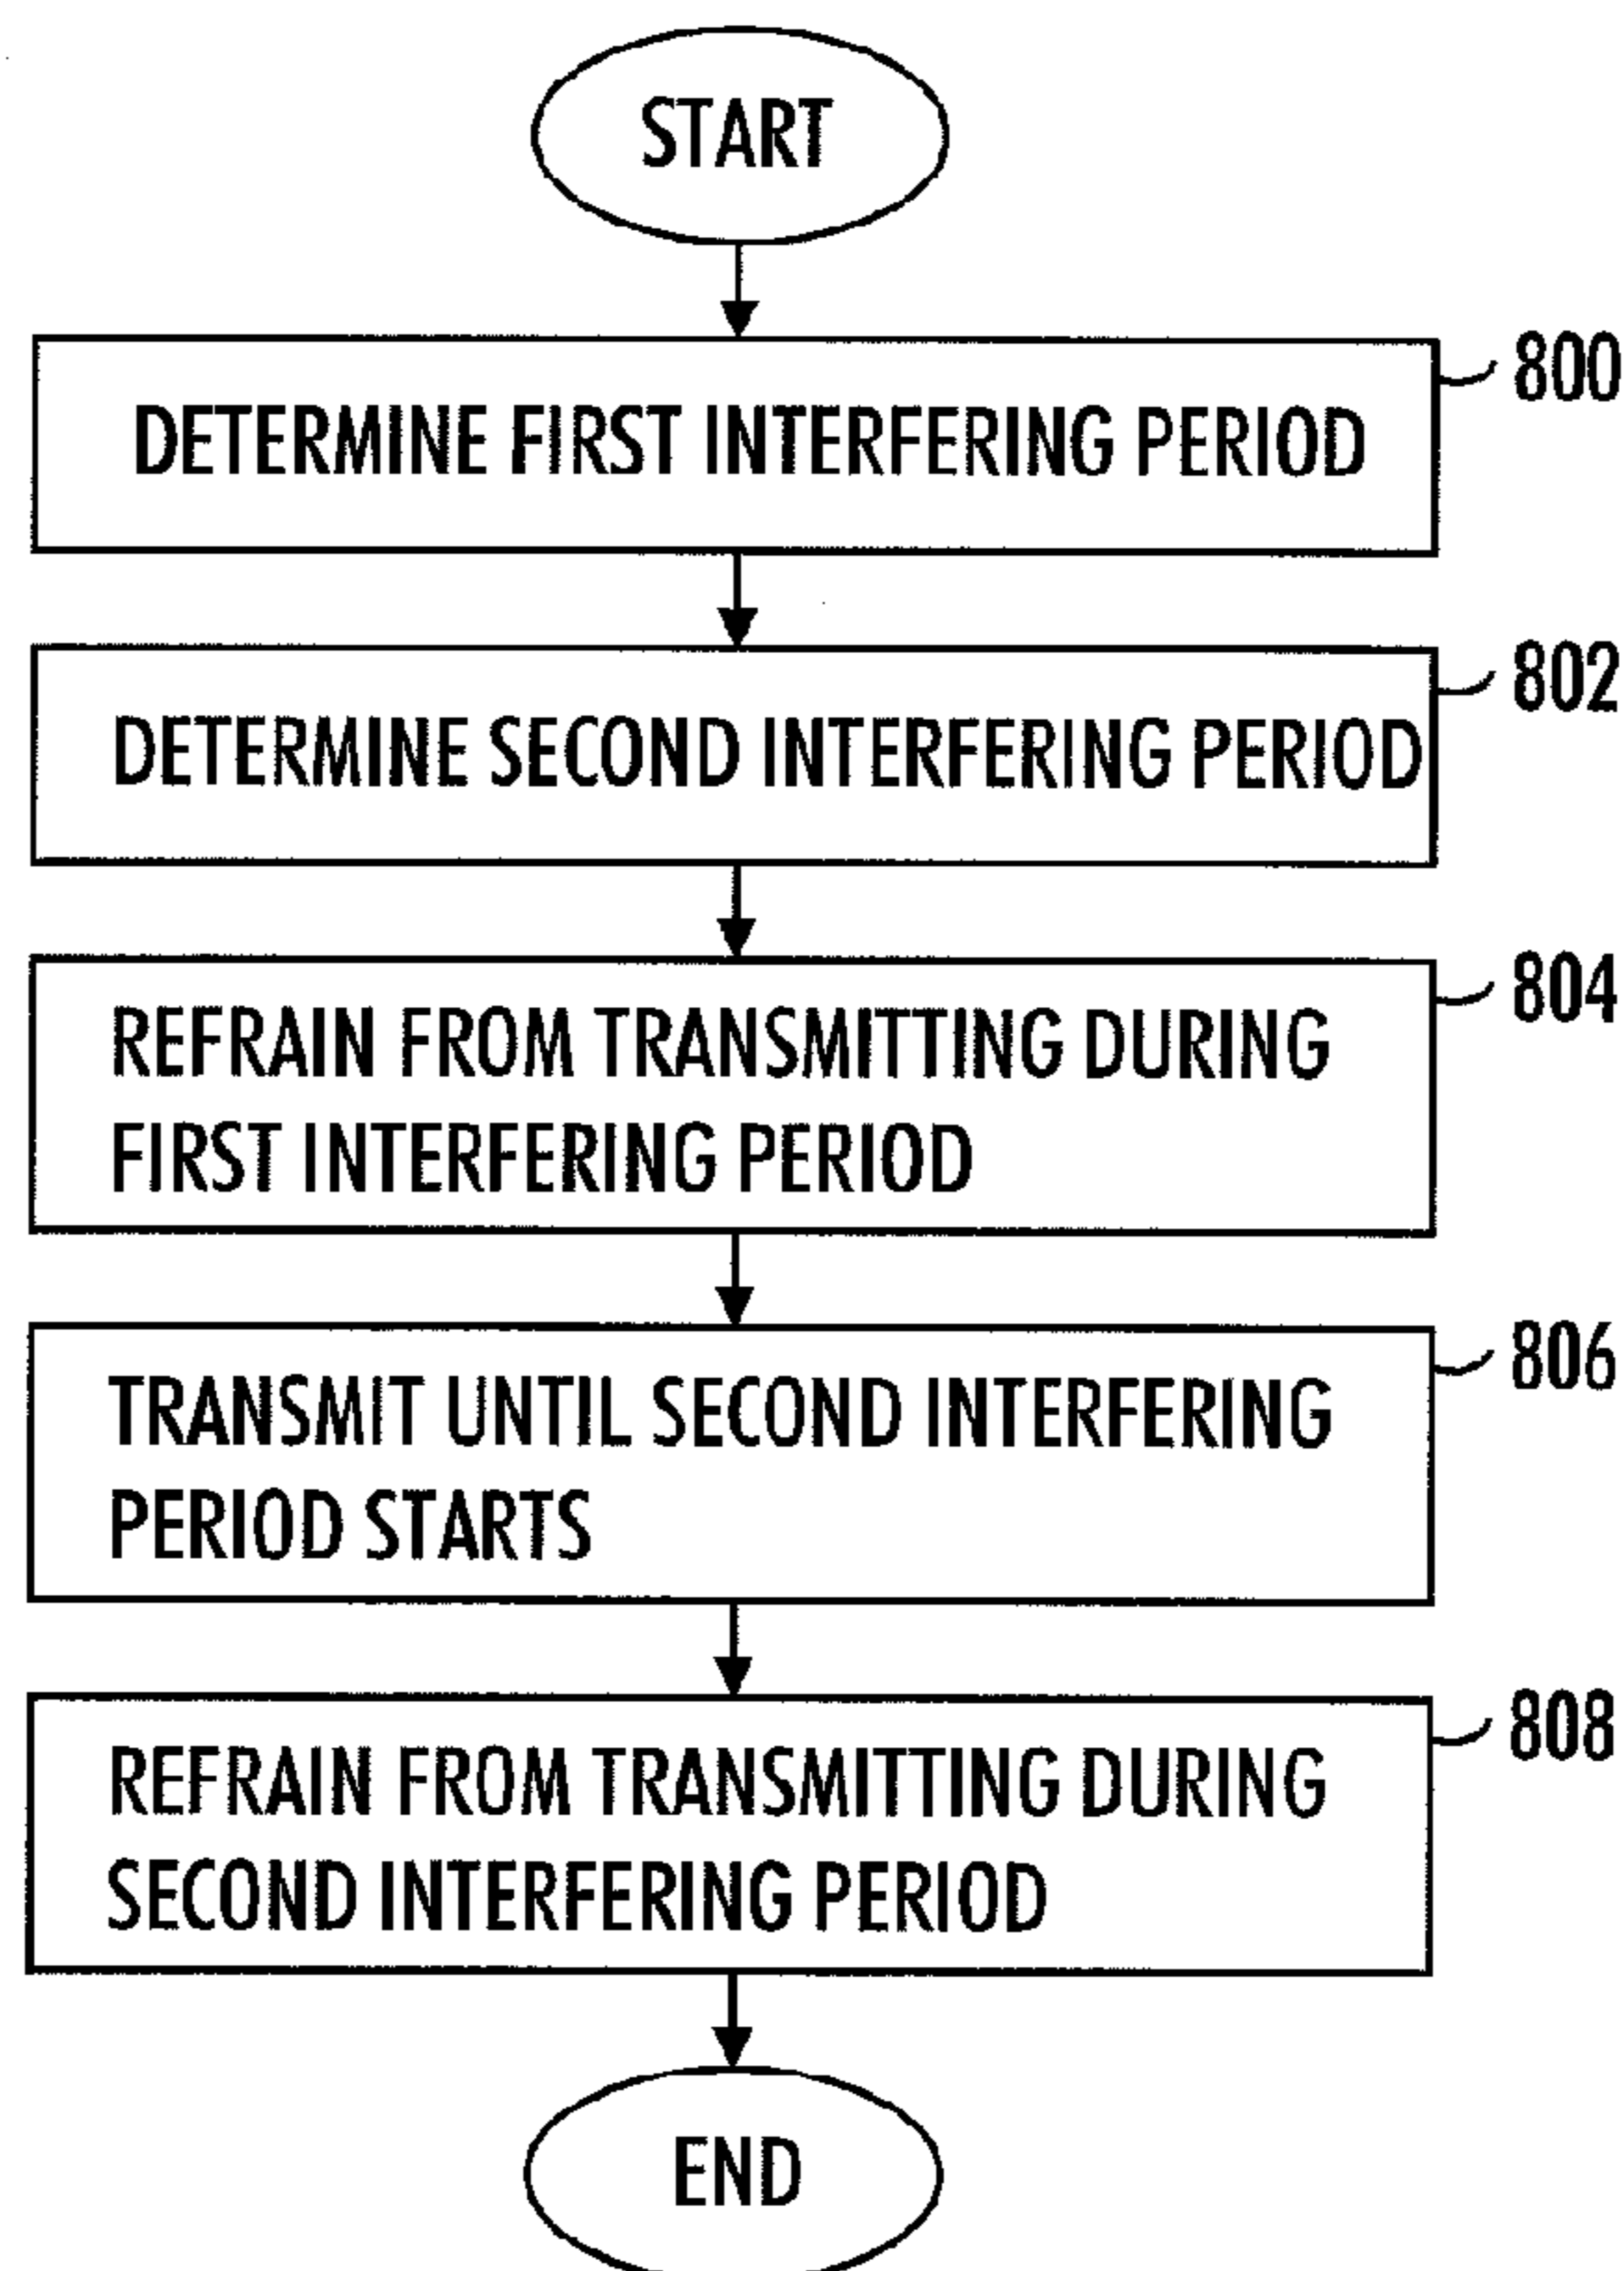 START
800
DETERMINE FIRST INTERFERING PERIOD
802
DETERMINE SECOND INTERFERING PERIOD
804
REFRAIN FROM TRANSMITTING DURING
FIRST INTERFERING PERIOD
806
TRANSMIT UNTIL SECOND INTERFERING
PERIOD STARTS
808
REFRAIN FROM TRANSMITTING DURING
SECOND INTERFERING PERIOD
END